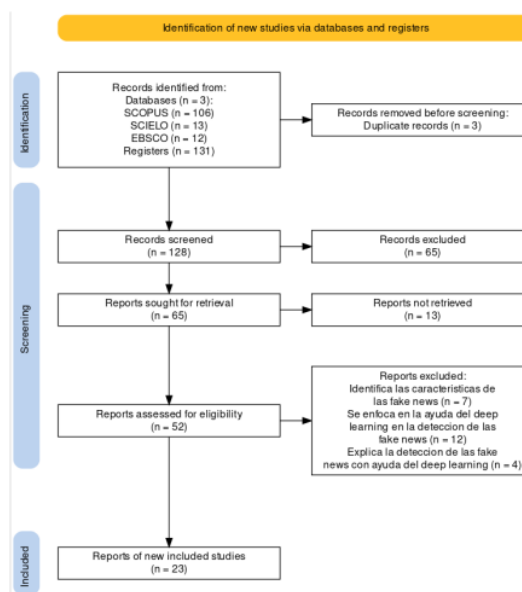 Identification of new studies via databases and registers
Identification
Records identified from:
Databases (n = 3):
SCOPUS (n = 106)
SCIELO (n = 13)
EBSCO (n = 12)
Registers (n = 131)
Records removed before screening:
Duplicate records (n = 3)
Screening
Records screened
(n = 128)
Records excluded
(n = 65)
Reports sought for retrieval
(n = 65)
Reports not retrieved
(n = 13)
Reports assessed for eligibility
(n = 52)
Reports excluded:
Identifica las caracteristicas de
las fake news (n = 7)
Se enfoca en la ayuda del deep
learning en la deteccion de las
fake news (n = 12)
Explica la deteccion de las fake
news con ayuda del deep learning (n = 4)
Included
Reports of new included studies
(n = 23)